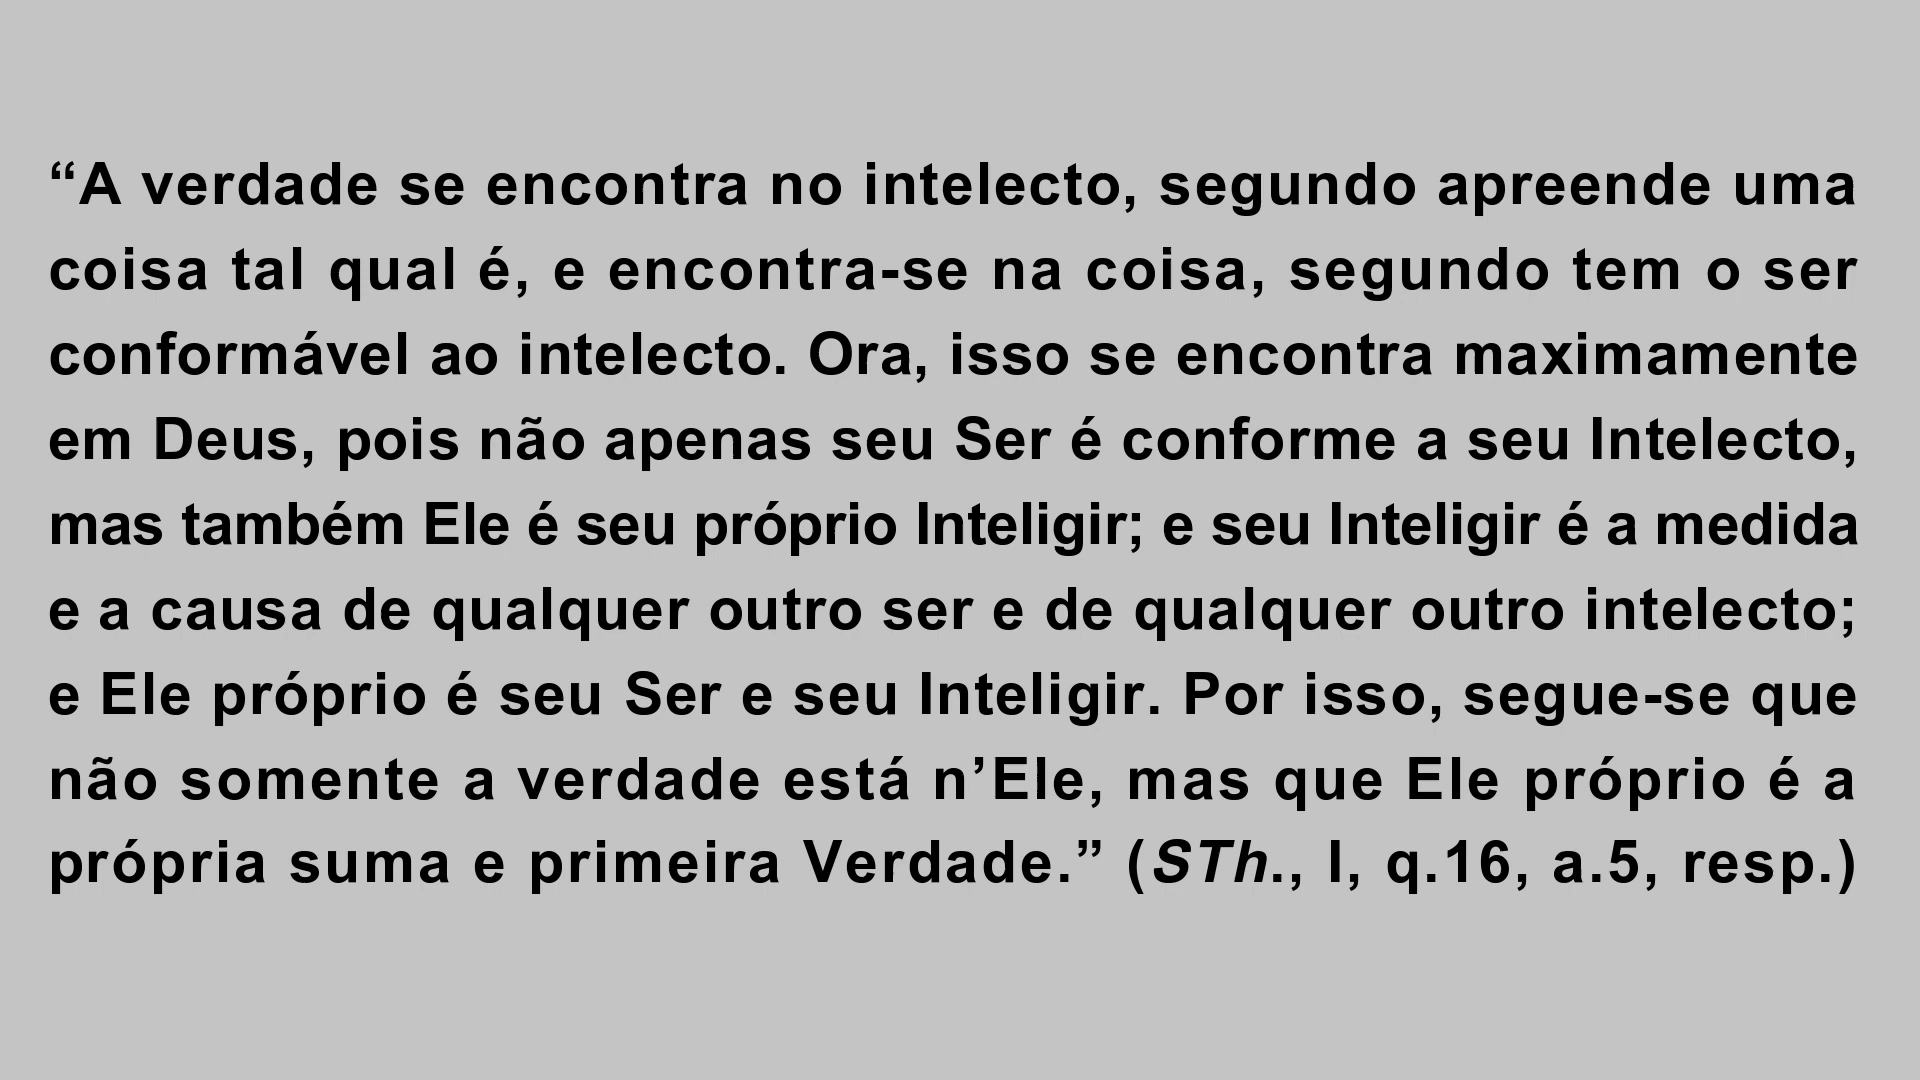 “A verdade se encontra no intelecto, segundo apreende uma
coisa tal qual é, e encontra-se na coisa, segundo tem o ser
conformável ao intelecto. Ora, isso se encontra maximamente
em Deus, pois não apenas seu Ser é conforme a seu Intelecto,
mas também Ele é seu próprio Inteligir; e seu Inteligir é a medida
e a causa de qualquer outro ser e de qualquer outro intelecto;
e Ele próprio é seu Ser e seu Inteligir. Por isso, segue-se que
não somente a verdade está n’Ele, mas que Ele próprio é a
própria suma e primeira Verdade.” (STh., I, q.16, a.5, resp.)